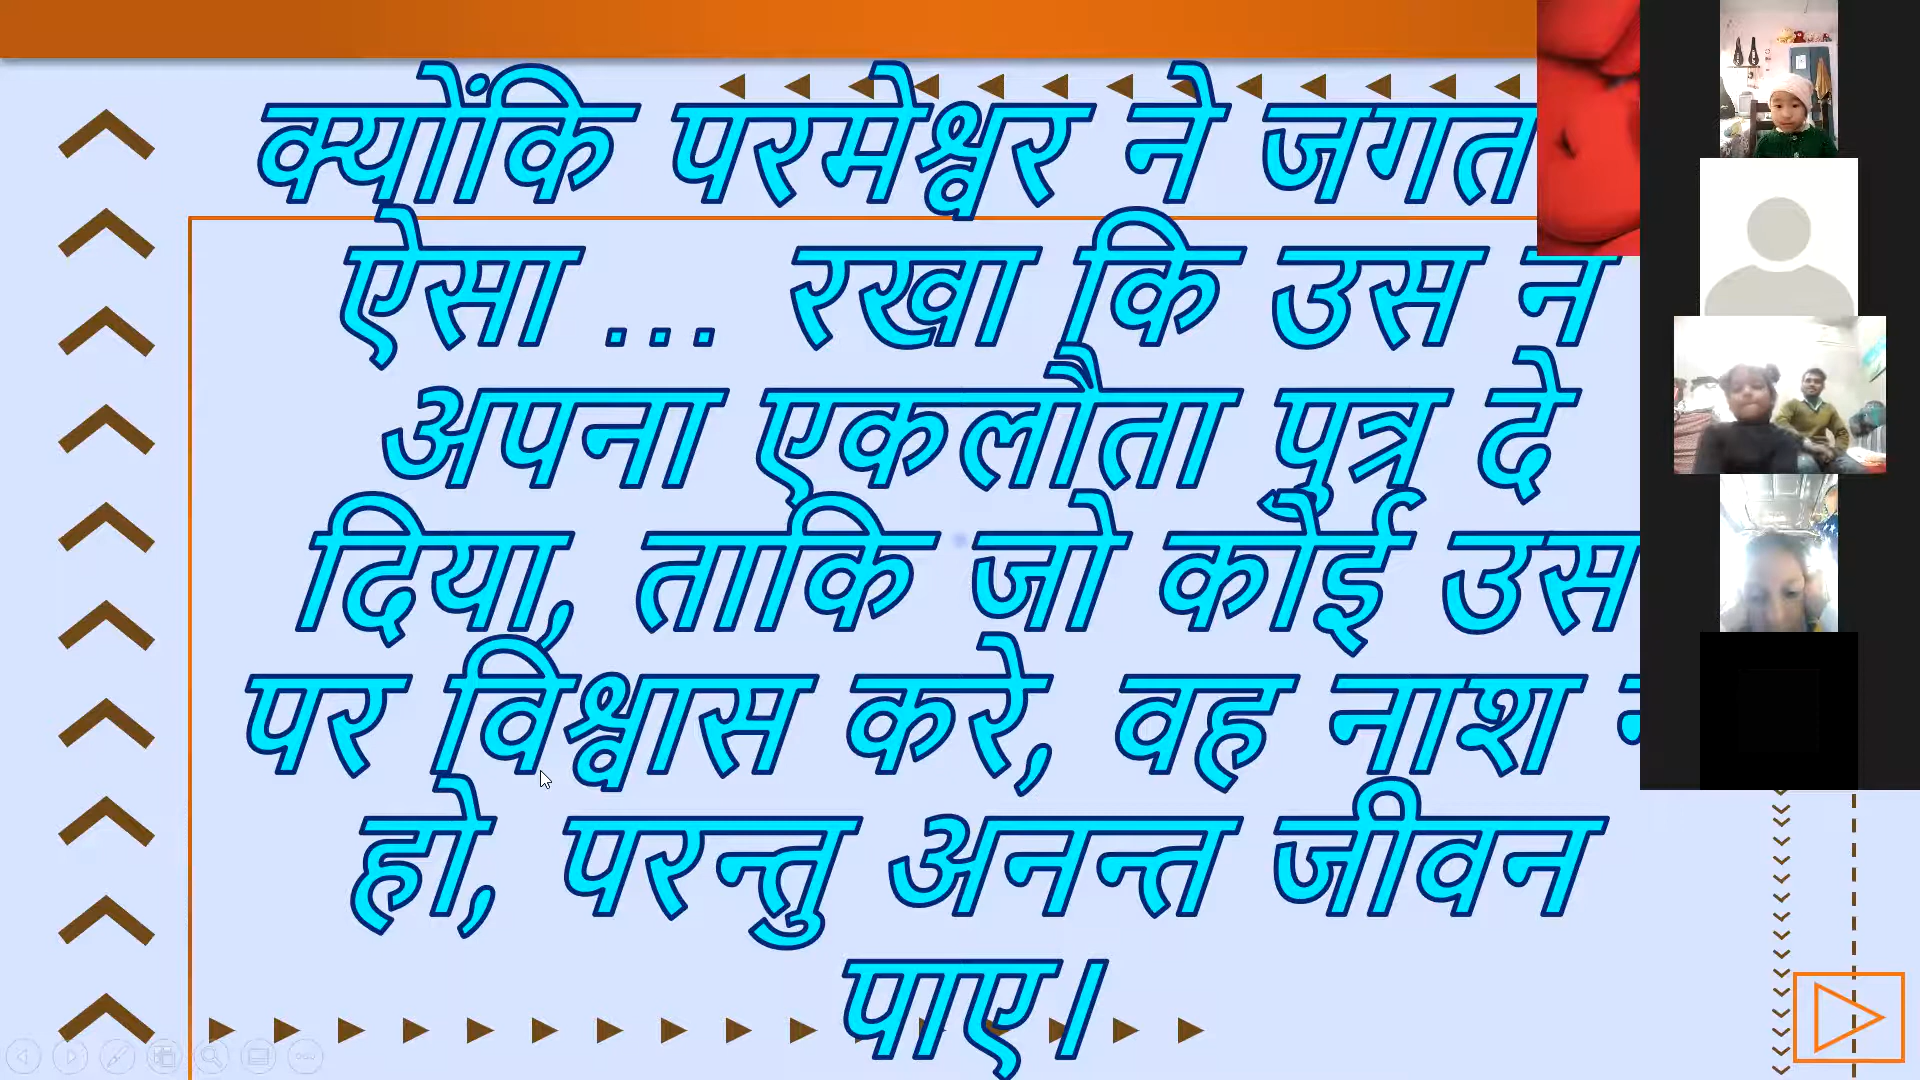 क्योंकि परमेश्वर ने जगत
ऐसा ... रखा कि उस न
अपना एकलौता पुत्र दे
दिया, ताकि जो कोई उस
पर विश्वास करे, वह नाश
हो, परन्तु अनन्त जीवन
पाए।